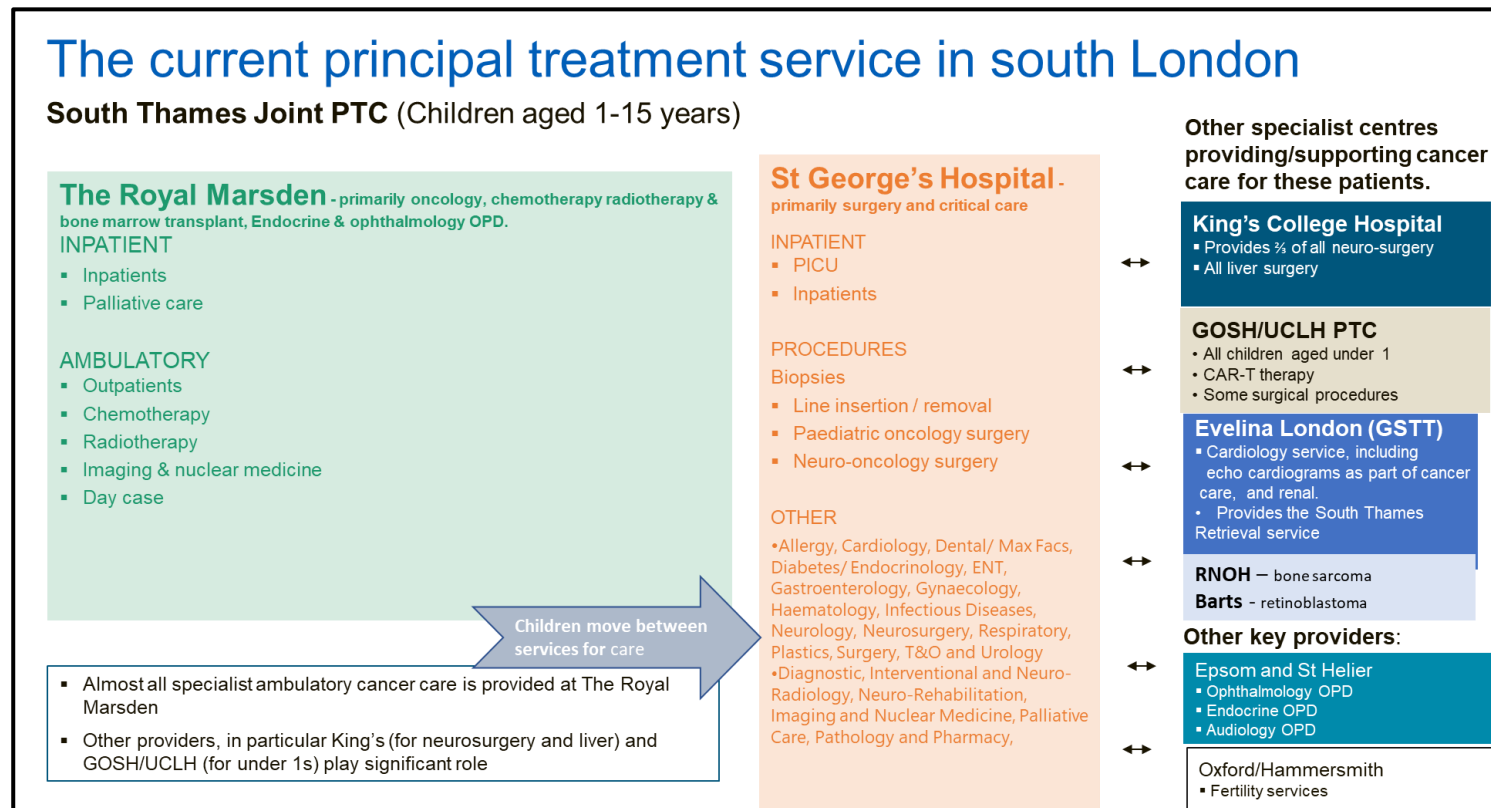 The current principal treatment service in south London
South Thames Joint PTC (Children aged 1-15 years)
The Royal Marsden - primarily oncology, chemotherapy radiotherapy &
bone marrow transplant, Endocrine & ophthalmology OPD.
INPATIENT
▪ Inpatients
▪ Palliative care
AMBULATORY
▪ Outpatients
▪ Chemotherapy
▪ Radiotherapy
▪ Imaging & nuclear medicine
▪ Day case
Children move between
services for care
▪ Almost all specialist ambulatory cancer care is provided at The Royal
Marsden
▪ Other providers, in particular King's (for neurosurgery and liver) and
GOSH/UCLH (for under 1s) play significant role
St George's Hospital -
primarily surgery and critical care
INPATIENT
▪ PICU
▪ Inpatients
PROCEDURES
Biopsies
▪ Line insertion / removal
▪ Paediatric oncology surgery
▪ Neuro-oncology surgery
OTHER
•Allergy, Cardiology, Dental/ Max Facs,
Diabetes/ Endocrinology, ENT,
Gastroenterology, Gynaecology,
Haematology, Infectious Diseases,
Neurology, Neurosurgery, Respiratory,
Plastics, Surgery, T&O and Urology
•Diagnostic, Interventional and Neuro-
Radiology, Neuro-Rehabilitation,
Imaging and Nuclear Medicine, Palliative
Care, Pathology and Pharmacy,
Other specialist centres
providing/supporting cancer
care for these patients.
King's College Hospital
▪ Provides ⅔ of all neuro-surgery
▪ All liver surgery
GOSH/UCLH PTC
• All children aged under 1
• CAR-T therapy
• Some surgical procedures
Evelina London (GSTT)
▪ Cardiology service, including
echo cardiograms as part of cancer
care, and renal.
• Provides the South Thames
Retrieval service
RNOH – bone sarcoma
Barts - retinoblastoma
Other key providers:
Epsom and St Helier
▪ Ophthalmology OPD
▪ Endocrine OPD
▪ Audiology OPD
Oxford/Hammersmith
▪ Fertility services